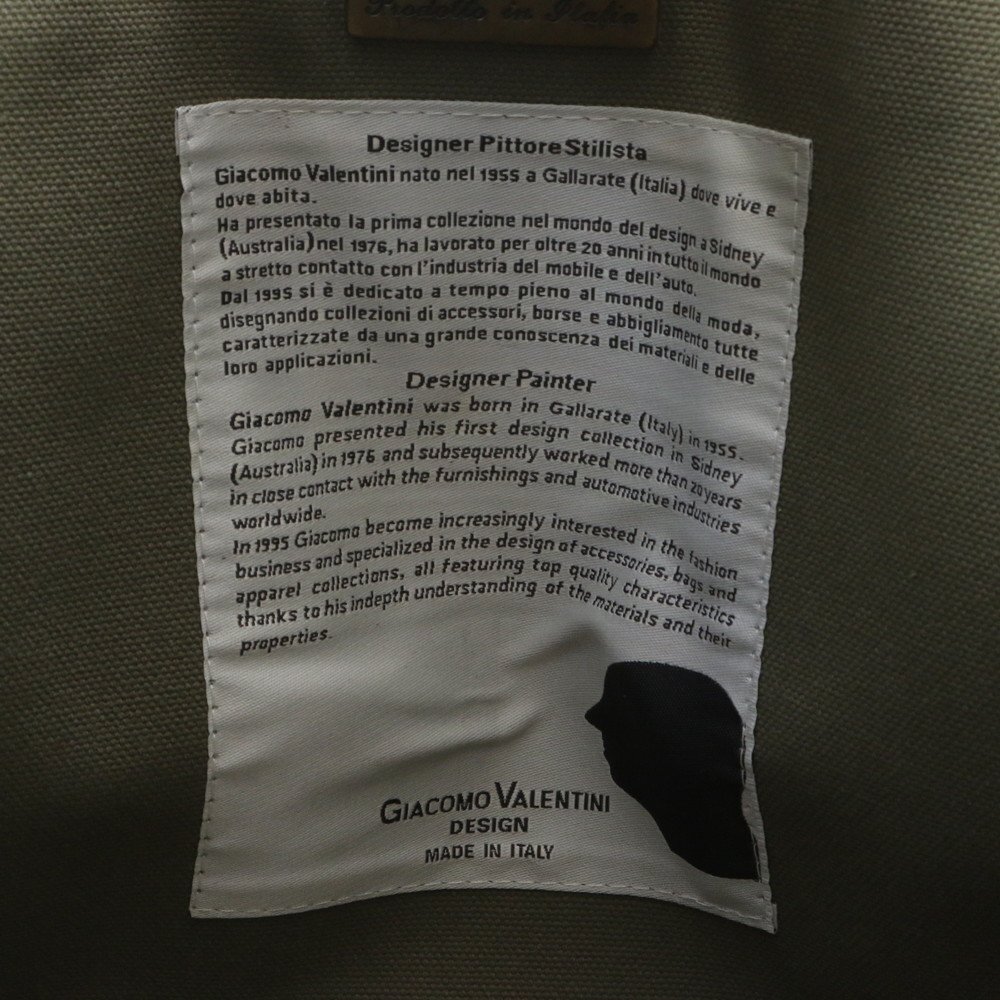 Prodotto in Italia
Designer Pittore Stilista
Giacomo Valentini nato nel 1955 a Gallarate (Italia) dove vive e
dove abita.
Ha presentato la prima collezione nel mondo del design a Sidney
(Australia) nel 1976, ha lavorato per oltre 20 anni in tutto il mondo
a stretto contatto con l'industria del mobile e dell'auto.
Dal 1995 si è dedicato a tempo pieno al mondo della moda,
disegnando collezioni di accessori, borse e abbigliamento tutte
caratterizzate da una grande conoscenza dei materiali e delle
loro applicazioni.
Designer Painter
Giacomo Valentini was born in Gallarate (Italy) in 1955.
Giacomo presented his first design collection in Sidney
(Australia) in 1976 and subsequently worked more than 20 years
in close contact with the furnishings and automotive industries
worldwide.
In 1995 Giacomo become increasingly interested in the fashion
business and specialized in the design of accessories, bags and
apparel collections, all featuring top quality characteristics
thanks to his indepth understanding of the materials and their
properties.
GIACOMO VALENTINI
DESIGN
MADE IN ITALY